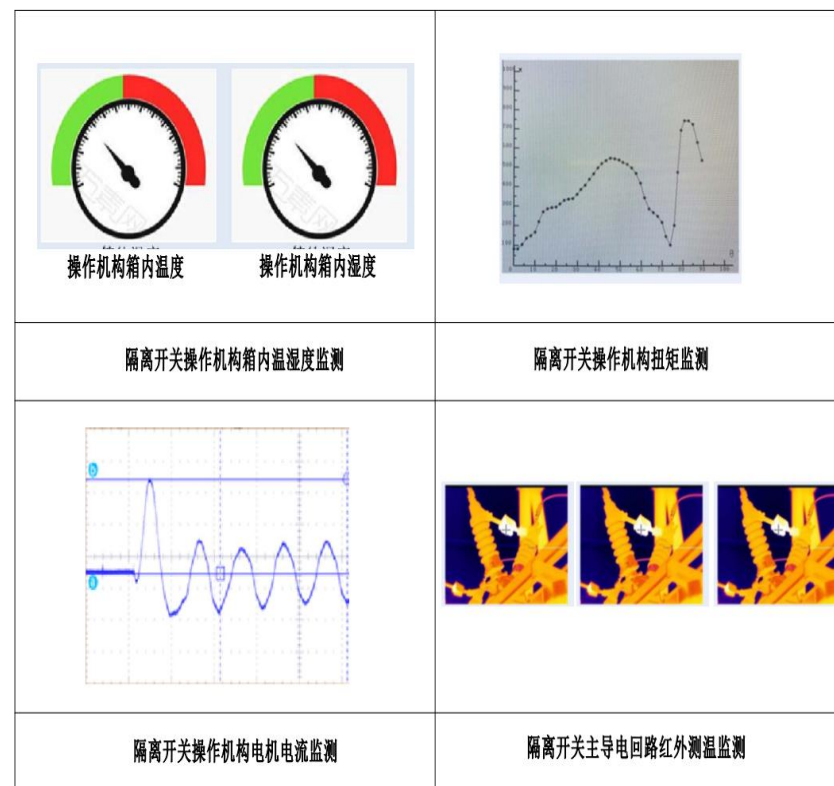 操作机构箱内温度
操作机构箱内湿度
隔离开关操作机构箱内温湿度监测
隔离开关操作机构扭矩监测
b
a
隔离开关操作机构电机电流监测
隔离开关主导电回路红外测温监测